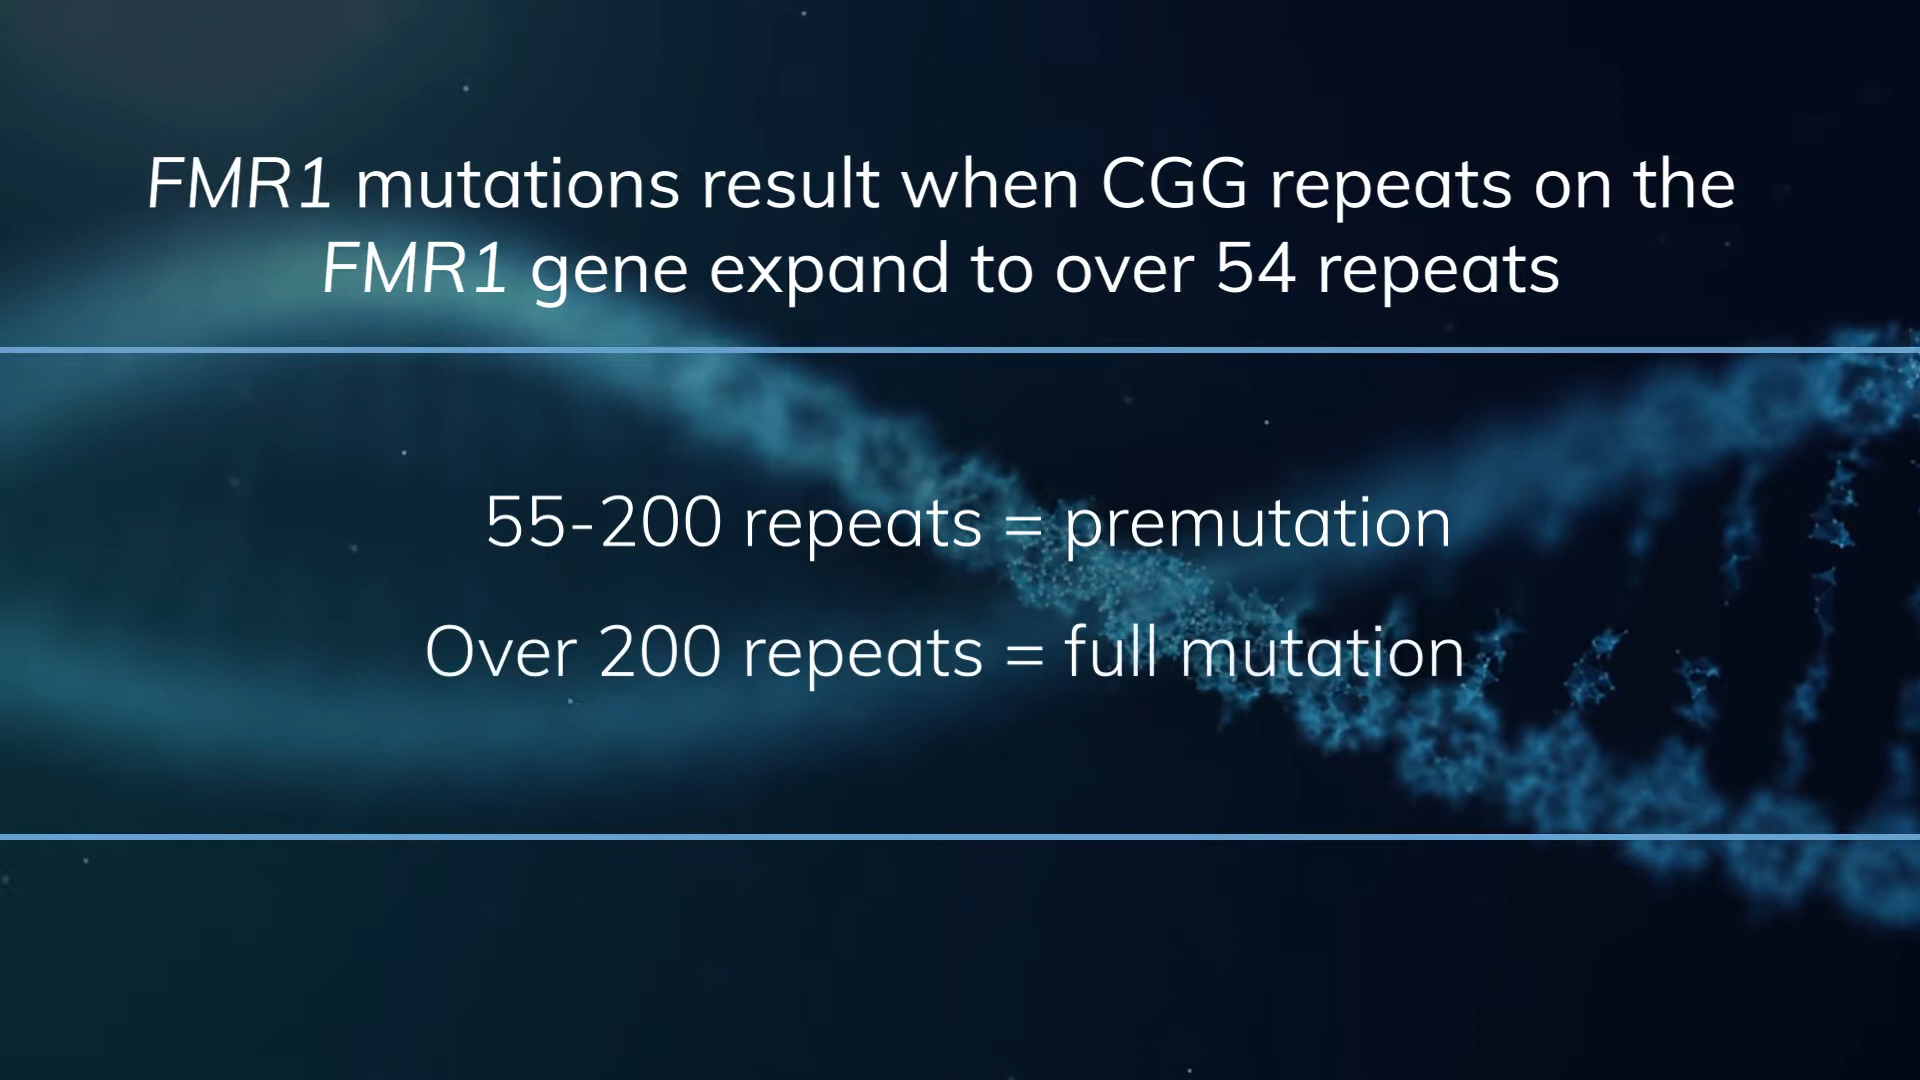 FMR1 mutations result when CGG repeats on the
FMR1 gene expand to over 54 repeats
55-200 repeats = premutation
Over 200 repeats = full mutation